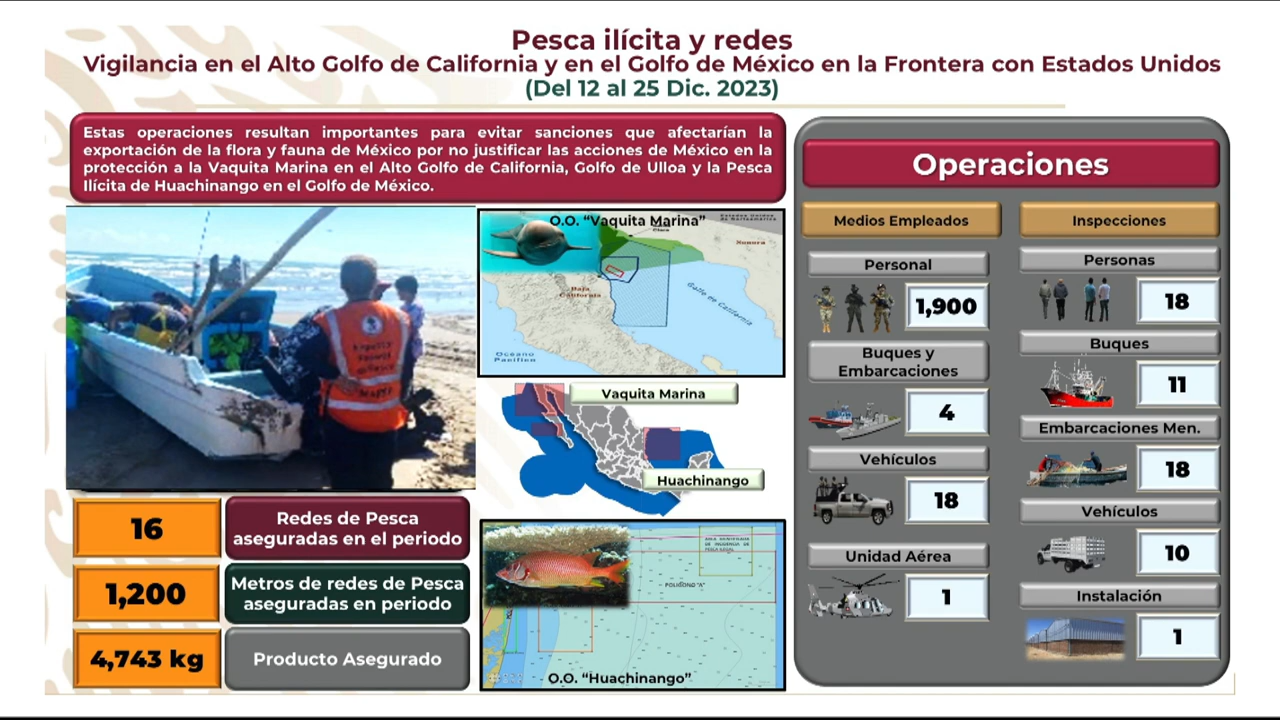 Pesca ilícita y redes
Vigilancia en el Alto Golfo de California y en el Golfo de México en la Frontera con Estados Unidos
(Del 12 al 25 Dic. 2023)
Estas operaciones resultan importantes para evitar sanciones que afectarían la
exportación de la flora y fauna de México por no justificar las acciones de México en la
protección a la Vaquita Marina en el Alto Golfo de California, Golfo de Ulloa y la Pesca
Ilícita de Huachinango en el Golfo de México.
O.O. “Vaquita Marina”
Sonora
Baja
California
Golfo de California
Océano
Pacífico
Vaquita Marina
Huachinango
POLÍGONO "A"
O.O. “Huachinango”
16
Redes de Pesca
aseguradas en el periodo
1,200
Metros de redes de Pesca
aseguradas en periodo
4,743 kg
Producto Asegurado
Operaciones
Medios Empleados
Personal
1,900
Buques y
Embarcaciones
4
Vehículos
18
Unidad Aérea
1
Inspecciones
Personas
18
Buques
11
Embarcaciones Men.
18
Vehículos
10
Instalación
1